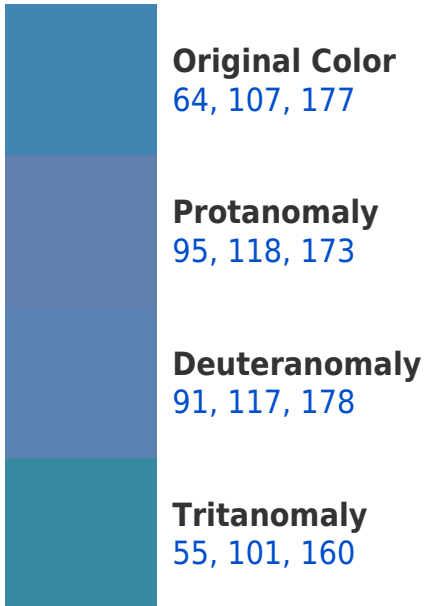 Original Color
64, 107, 177
Protanomaly
95, 118, 173
Deuteranomaly
91, 117, 178
Tritanomaly
55, 101, 160